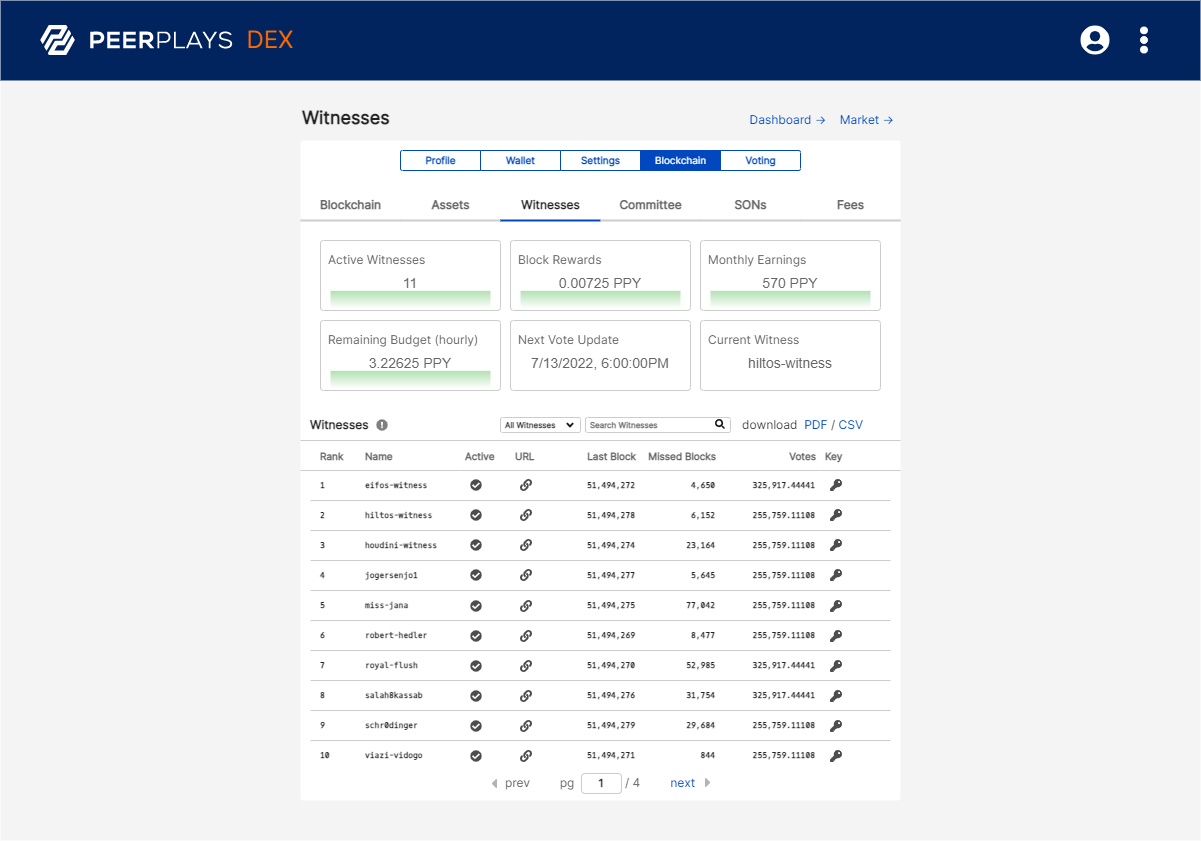 PEERPLAYS DEX
Witnesses Dashboard → Market →
Profile Wallet Settings Blockchain Voting
Blockchain Assets Witnesses Committee SONs Fees
Active Witnesses Block Rewards Monthly Earnings
11 0.00725 PPY 570 PPY
Remaining Budget (hourly) Next Vote Update Current Witness
3.22625 PPY 7/13/2022, 6:00:00PM hiltos-witness
Witnesses All Witnesses Search Witnesses download PDF / CSV
Rank Name Active URL Last Block Missed Blocks Votes Key
1 eifos-witness 51,494,272 4,650 325,917.44441
2 hiltos-witness 51,494,278 6,152 255,759.11108
3 houdini-witness 51,494,274 23,164 255,759.11108
4 jogersenjo1 51,494,277 5,645 255,759.11108
5 miss-jana 51,494,275 77,042 255,759.11108
6 robert-hedler 51,494,269 8,477 255,759.11108
7 royal-flush 51,494,270 52,985 325,917.44441
8 salah8kassab 51,494,276 31,754 325,917.44441
9 schr0dinger 51,494,279 29,684 255,759.11108
10 viazi-vidogo 51,494,271 844 255,759.11108
prev pg 1 / 4 next